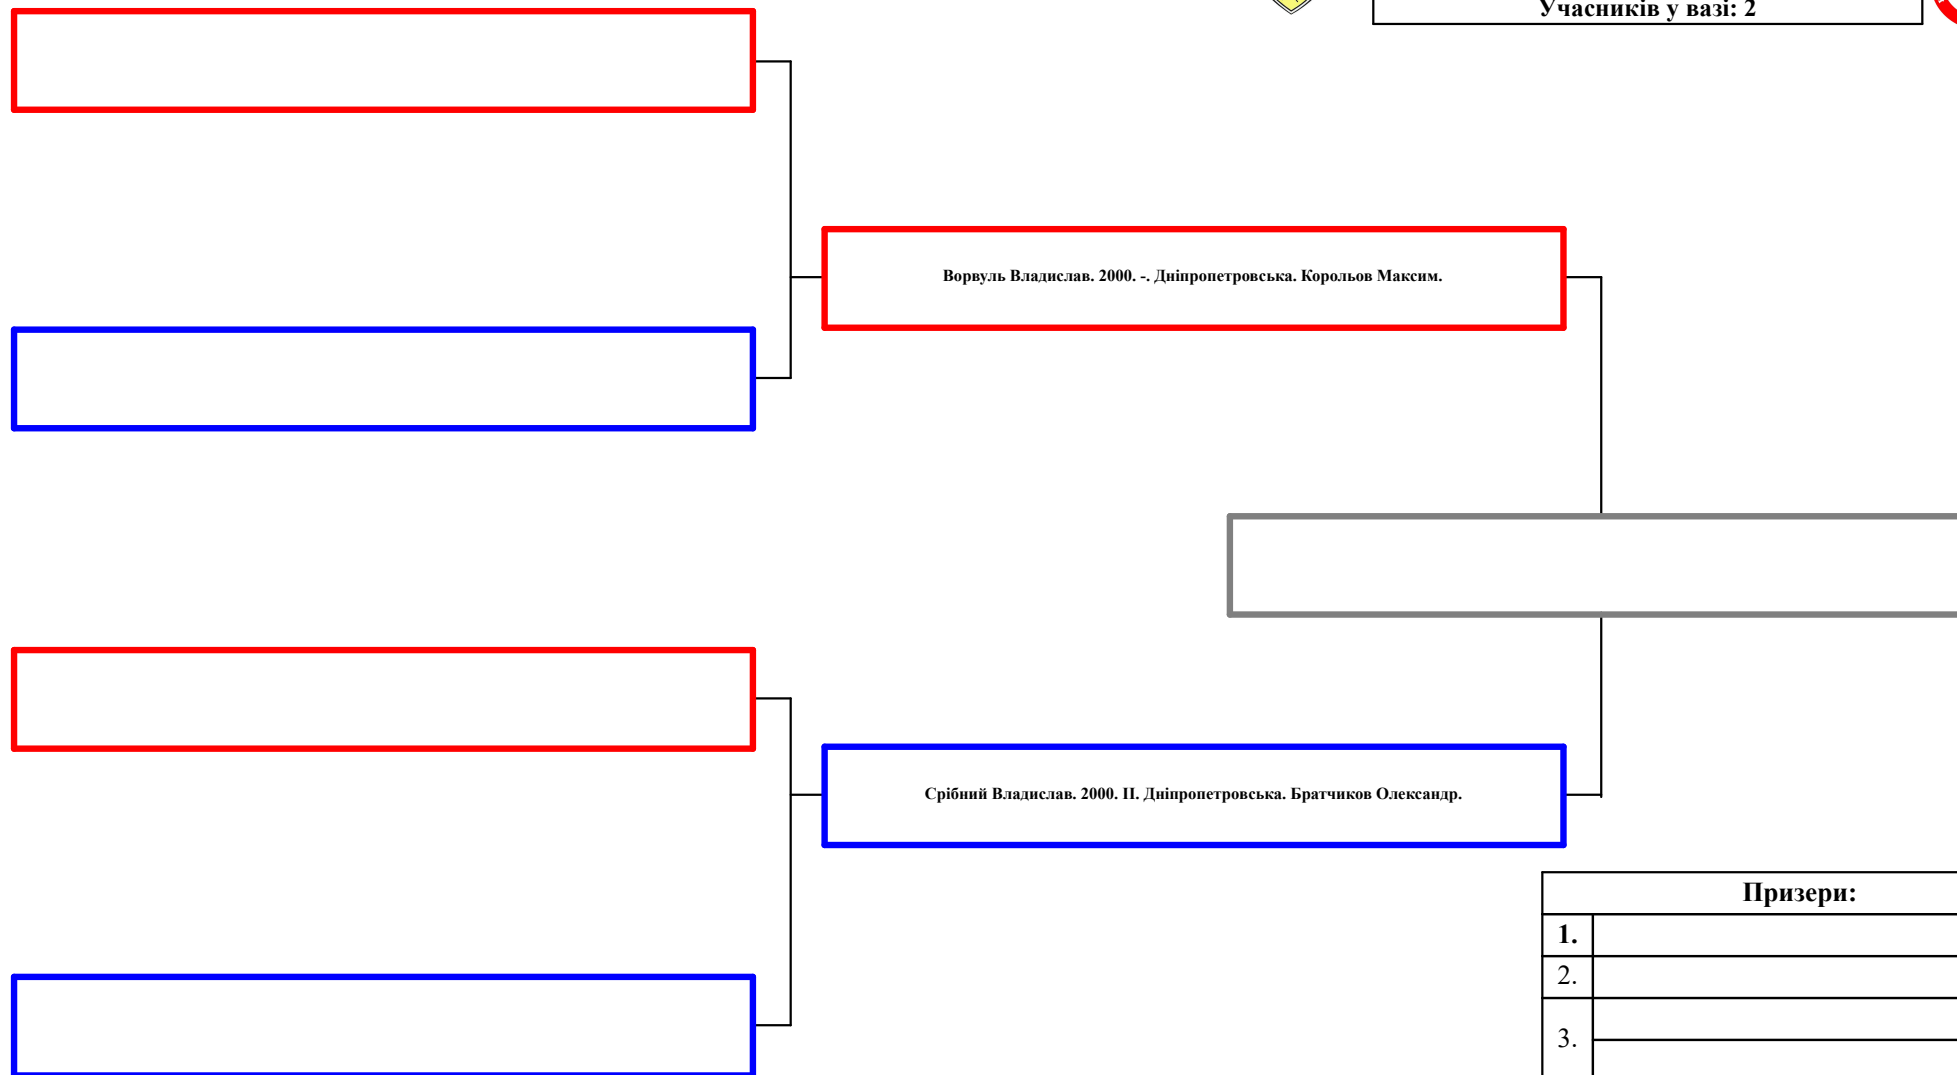 Учасників у вазі: 2
Ворвуль Владислав. 2000. -. Дніпропетровська. Корольов Максим.
Срібний Владислав. 2000. II. Дніпропетровська. Братчиков Олександр.
Призери:
1.
2.
3.